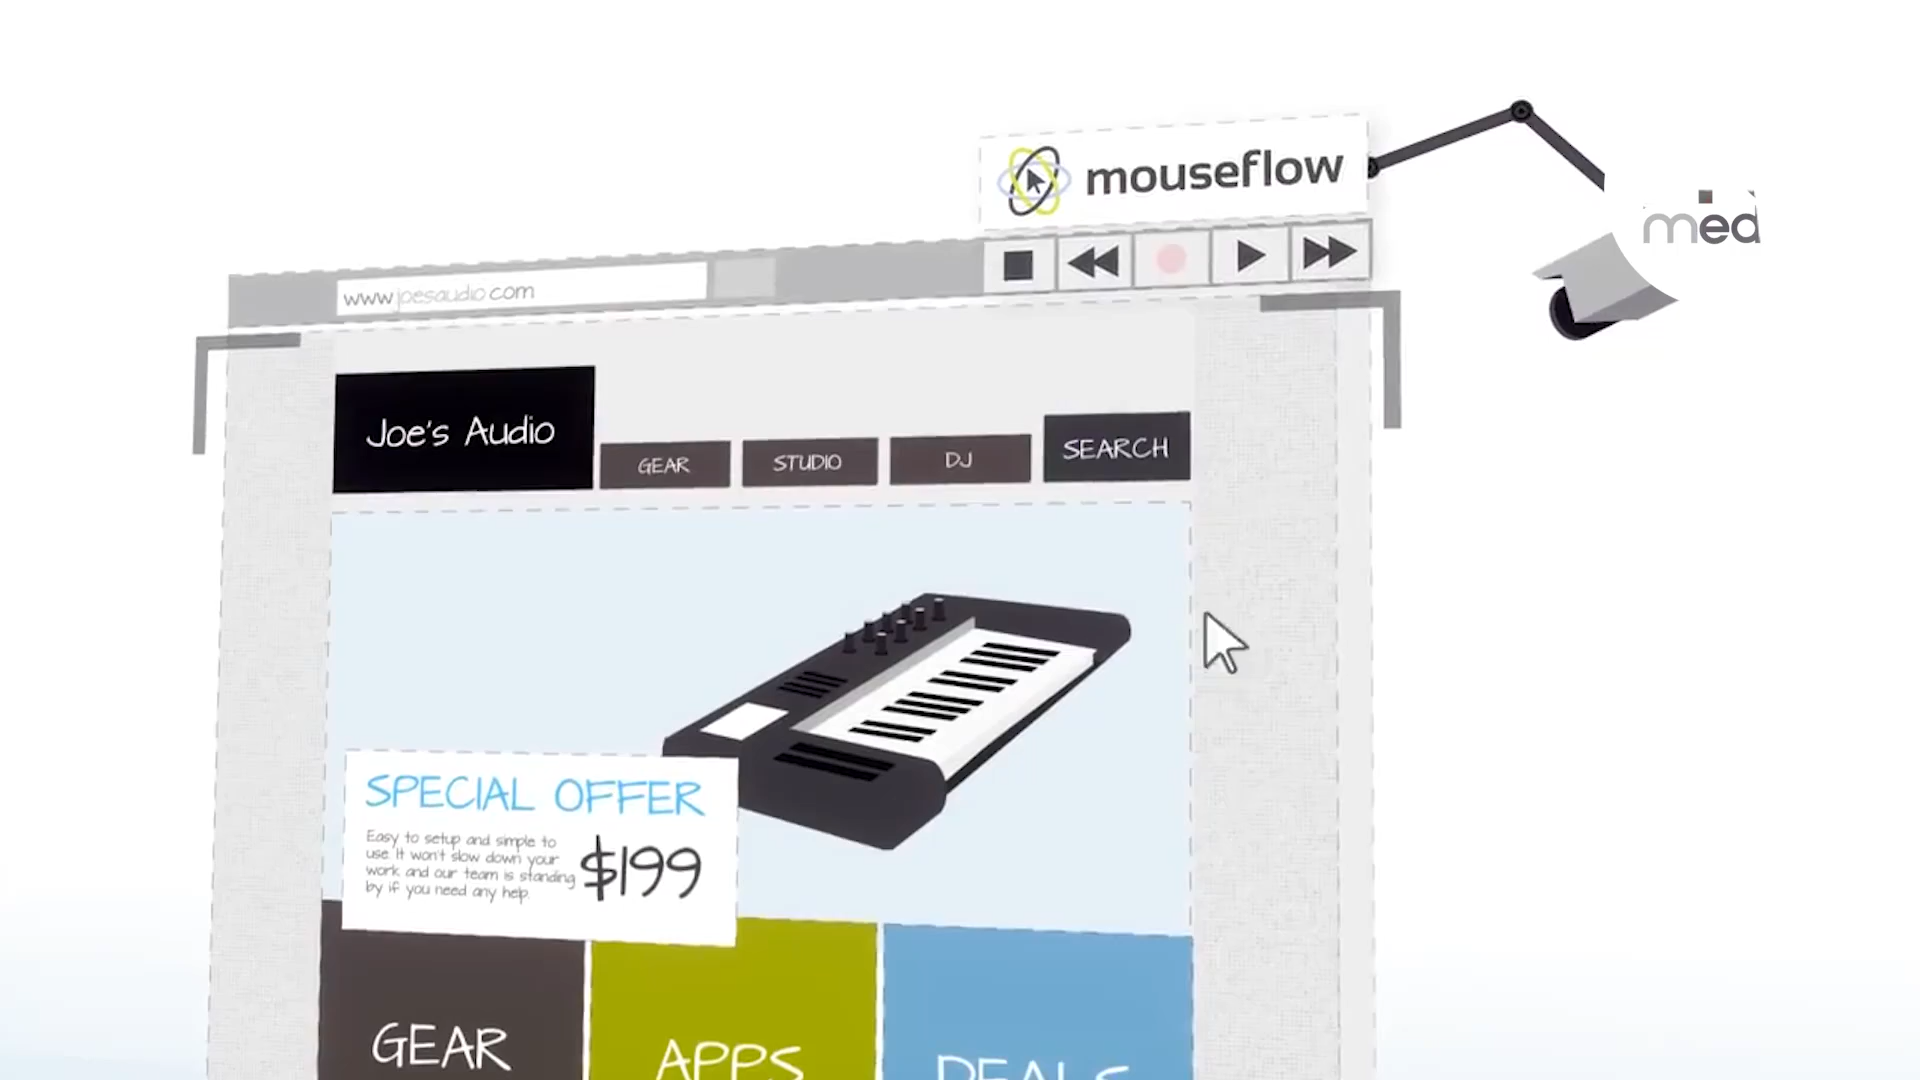 mouseflow
med
www.joesaudio.com
Joe's Audio
GEAR
STUDIO
DJ
SEARCH
SPECIAL OFFER
Easy to setup and simple to
use. It won't slow down your
work and our team is standing
by if you need any help.
$199
GEAR
APPS
DEALS